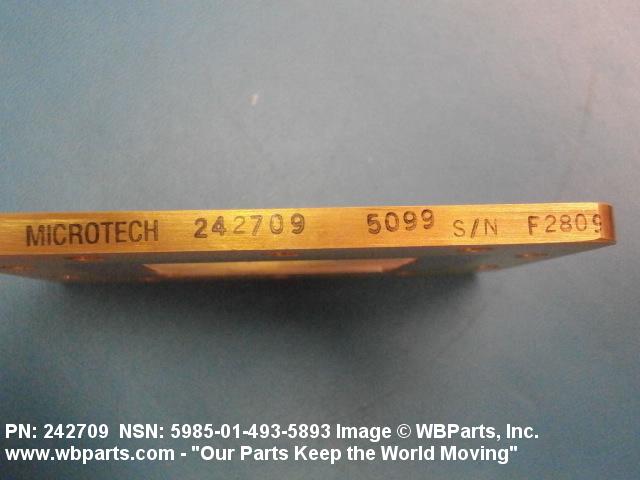 MICROTECH 242709 5099 S/N F2809
PN: 242709 NSN: 5985-01-493-5893 Image © WBParts, Inc.
www.wbparts.com - "Our Parts Keep the World Moving"